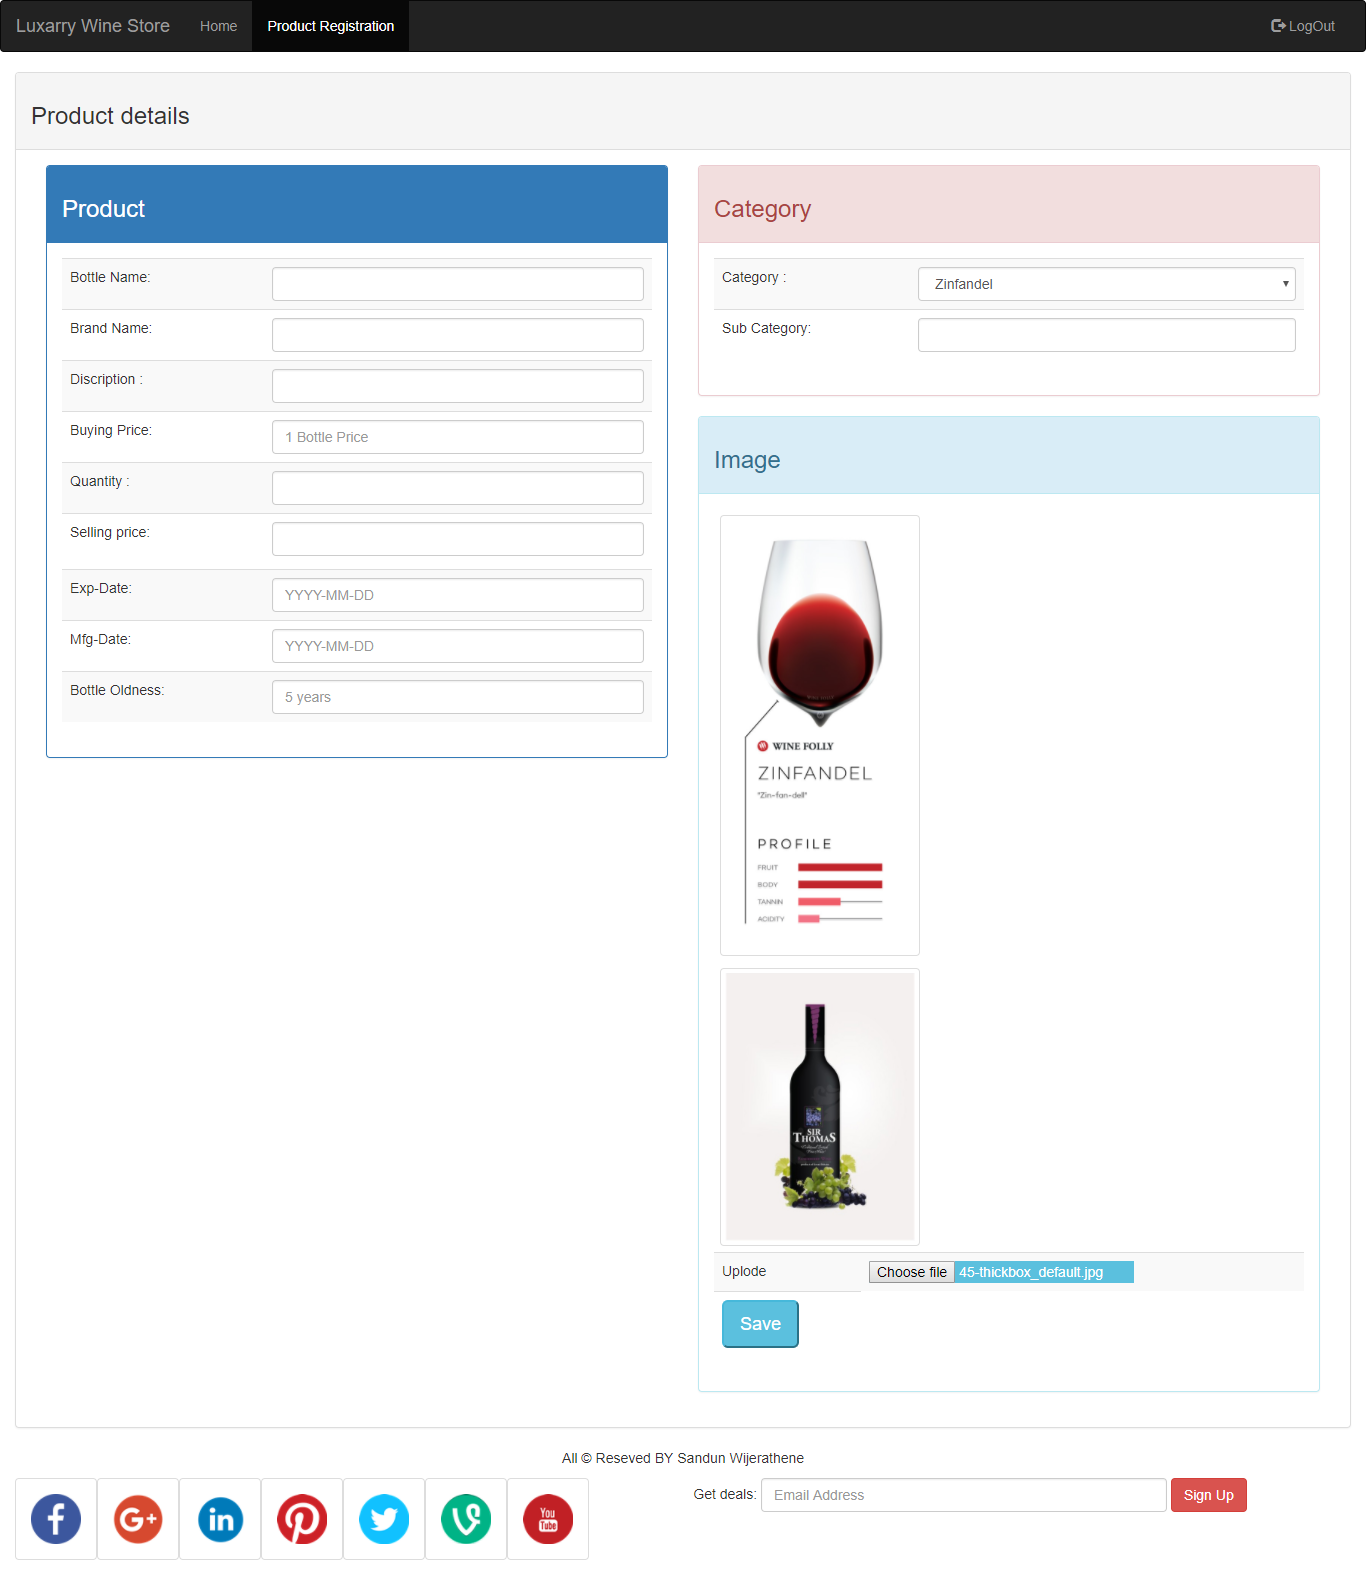 Luxarry Wine Store Home Product Registration LogOut
Product details
Product
Bottle Name:
Brand Name:
Discription :
Buying Price: 1 Bottle Price
Quantity :
Selling price:
Exp-Date: YYYY-MM-DD
Mfg-Date: YYYY-MM-DD
Bottle Oldness: 5 years
Category
Category : Zinfandel
Sub Category:
Image
WINE FOLLY
ZINFANDEL
"Zin-fan-dell"
PROFILE
FRUIT
BODY
TANNIN
ACIDITY
SIR
THOMAS
Uplode Choose file 45-thickbox_default.jpg
Save
All © Reseved BY Sandun Wijerathene
G+ in You Tube
Get deals: Email Address Sign Up